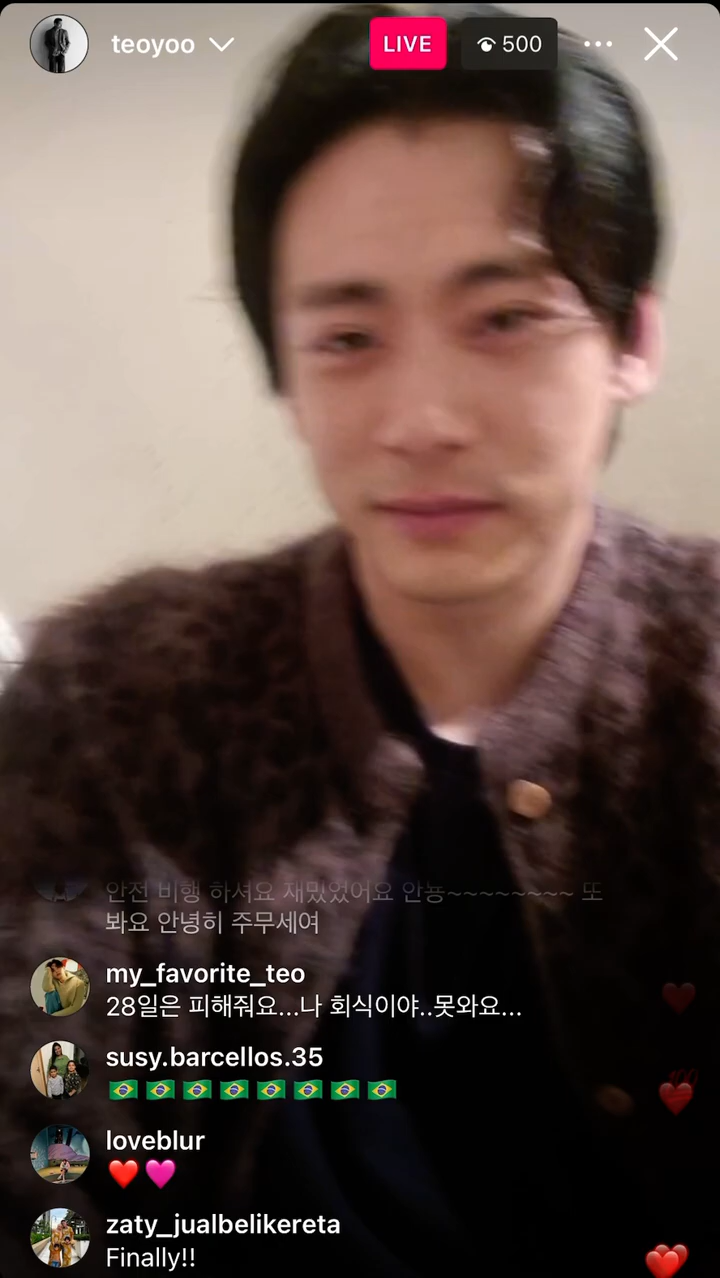 teoyoo
LIVE
500
안전 비행 하셔요 재밌었어요 안뇽~~~~~~~~~ 또
봐요 안녕히 주무세여
my_favorite_teo
28일은 피해줘요...나 회식이야..못와요...
susy.barcellos.35
🇧🇷🇧🇷🇧🇷🇧🇷🇧🇷🇧🇷🇧🇷🇧🇷
loveblur
❤️💓
zaty_jualbelikereta
Finally!!